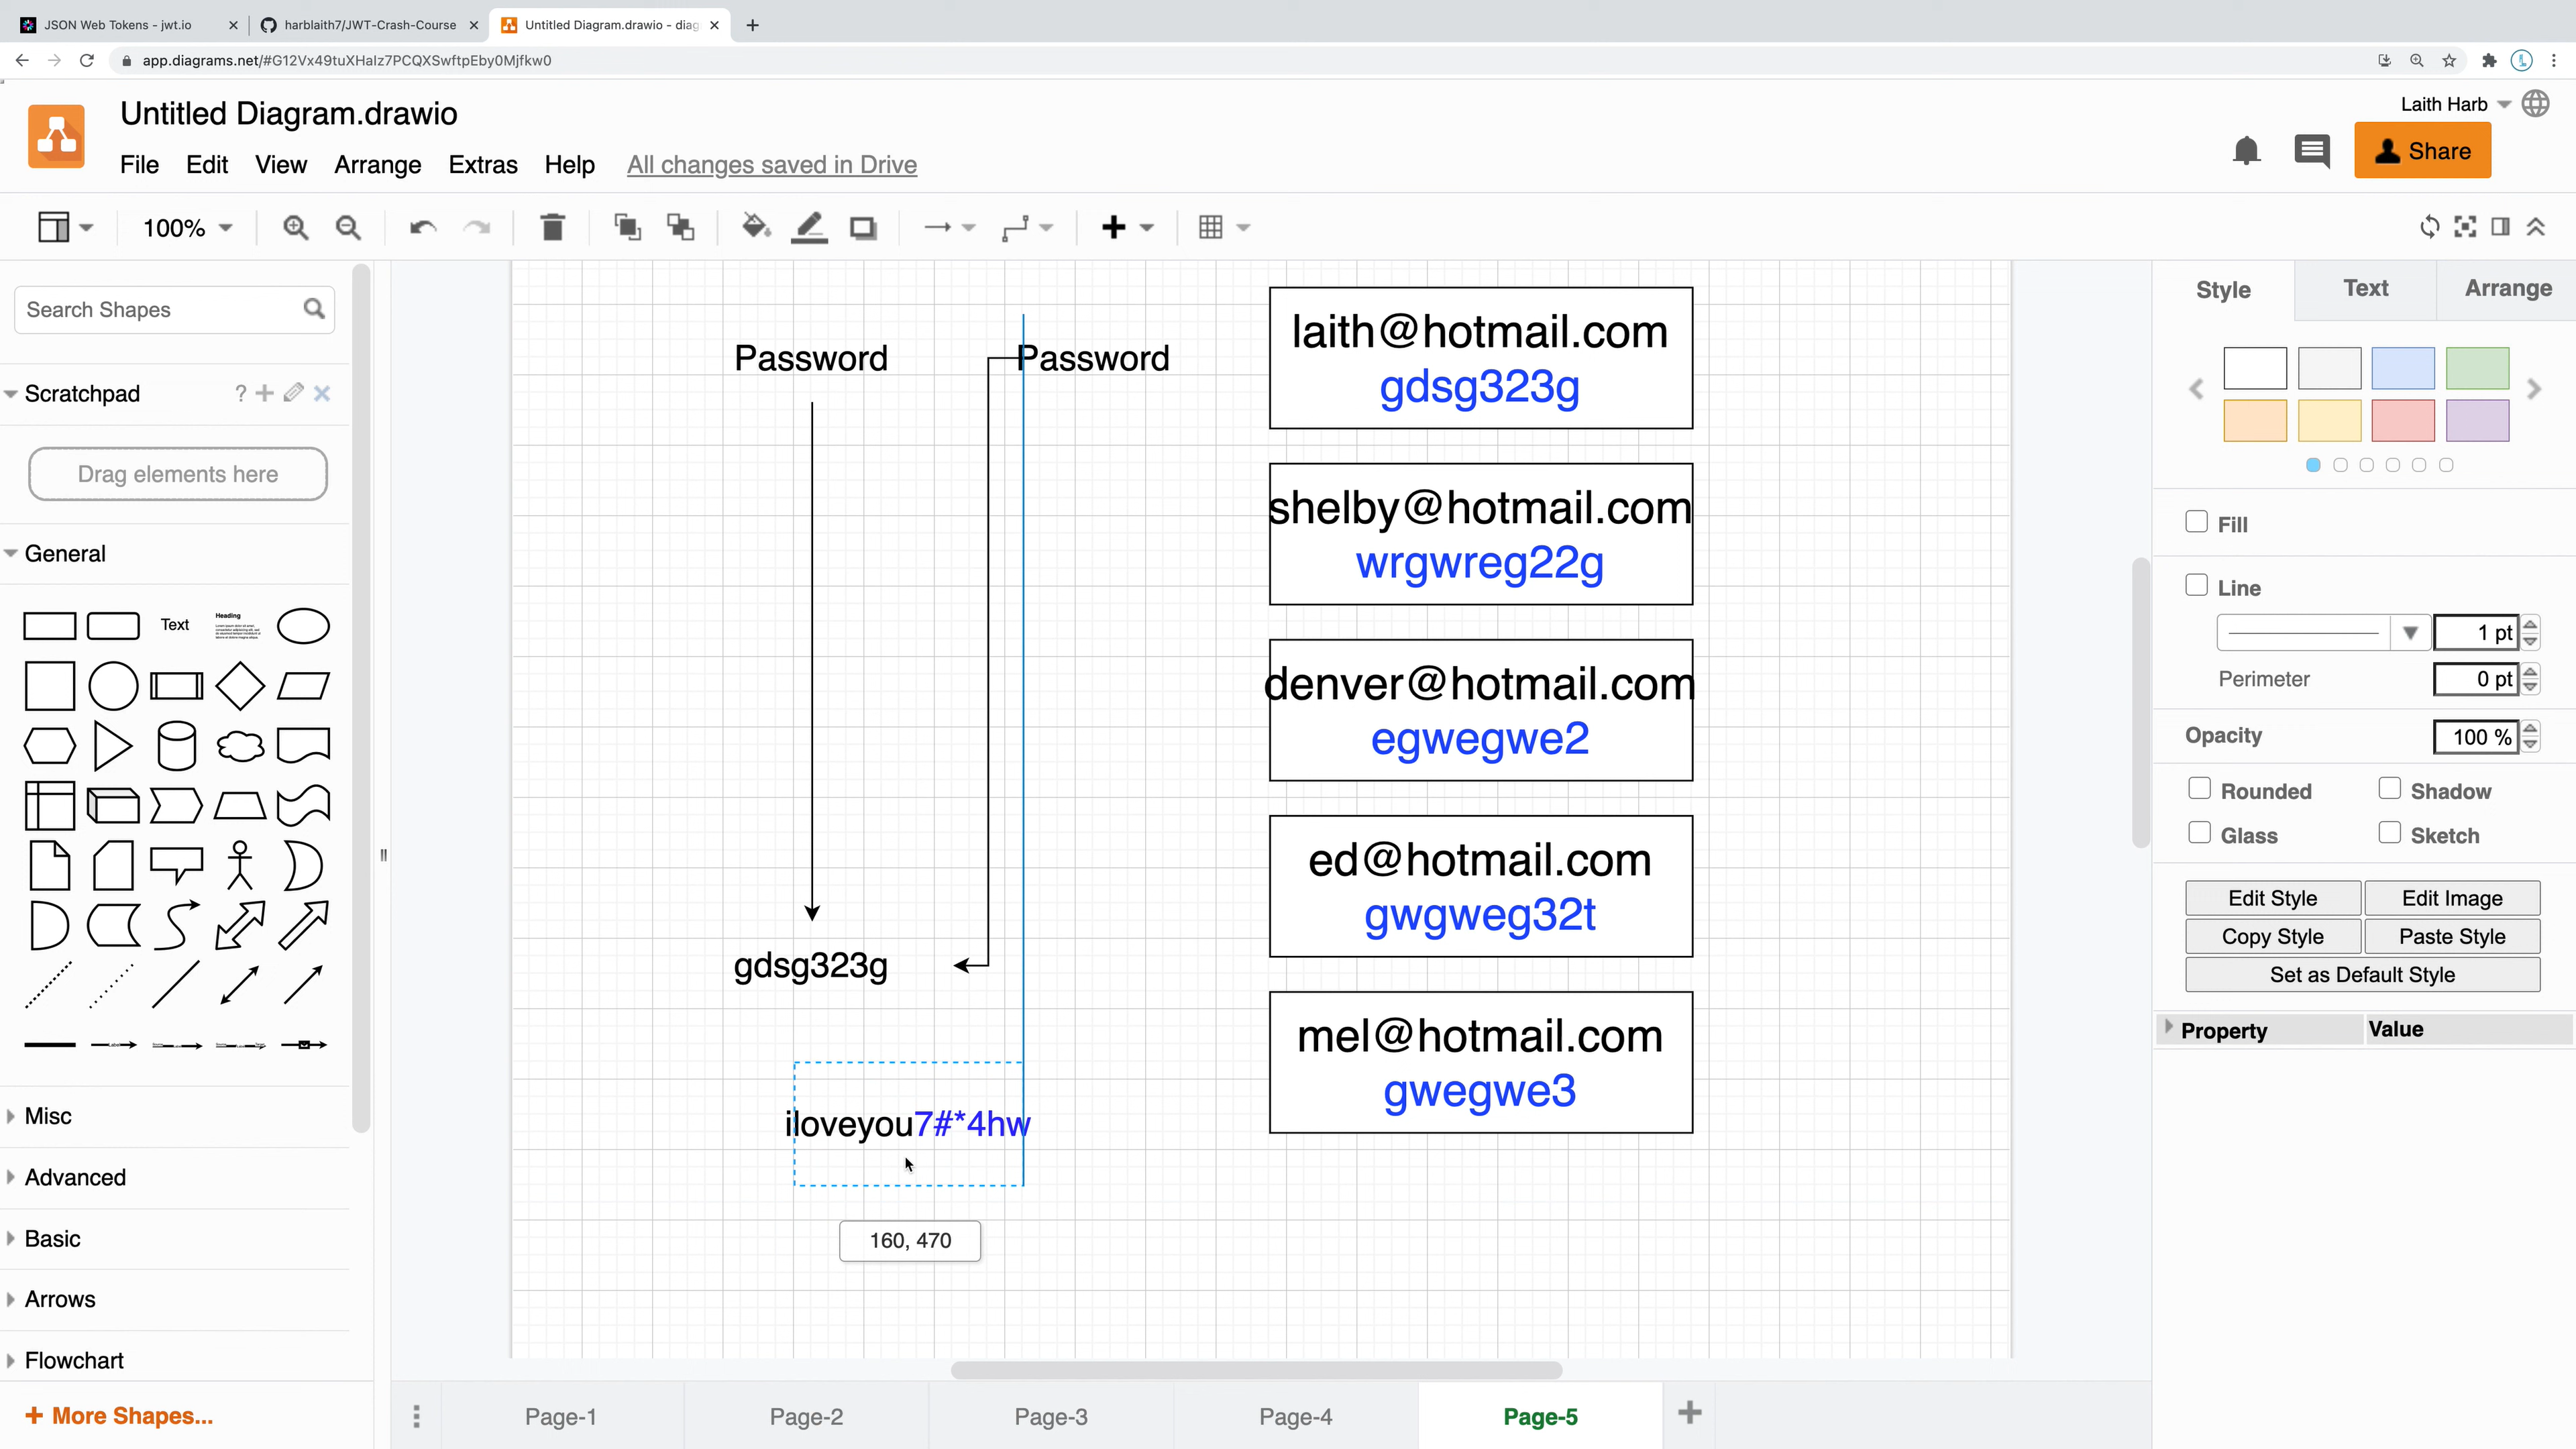 JSON Web Tokens - jwt.io
harblaith7/JWT-Crash-Course
Untitled Diagram.drawio - diag
app.diagrams.net/#G12Vx49tuXHalz7PCQXSwftpEby0Mjfkw0
Untitled Diagram.drawio
Laith Harb
File Edit View Arrange Extras Help All changes saved in Drive
Share
100%
Search Shapes
Scratchpad
?
Drag elements here
General
Text
Heading
Misc
Advanced
Basic
Arrows
Flowchart
+ More Shapes...
Password
Password
gdsg323g
iloveyou7#*4hw
160, 470
laith@hotmail.com
gdsg323g
shelby@hotmail.com
wrgwreg22g
denver@hotmail.com
egwegwe2
ed@hotmail.com
gwgweg32t
mel@hotmail.com
gwegwe3
Style Text Arrange
Fill
Line
1 pt
Perimeter 0 pt
Opacity 100 %
Rounded Shadow
Glass Sketch
Edit Style Edit Image
Copy Style Paste Style
Set as Default Style
Property Value
Page-1 Page-2 Page-3 Page-4 Page-5